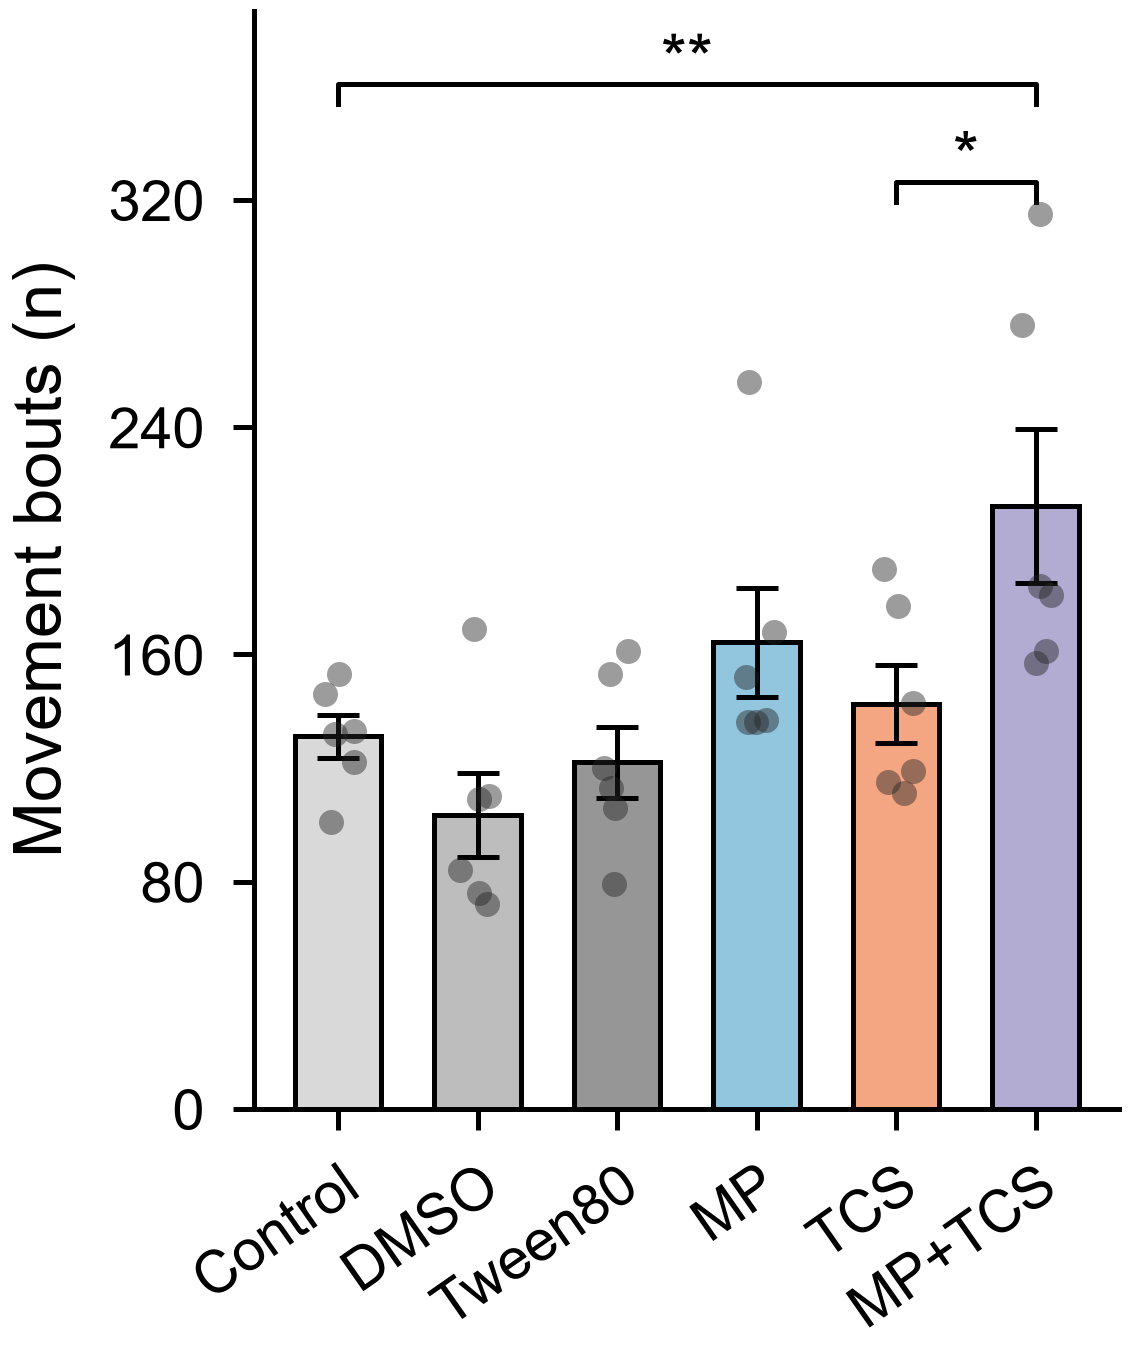 **
*
320
240
160
80
0
Movement bouts (n)
Control
DMSO
Tween80
MP
TCS
MP+TCS